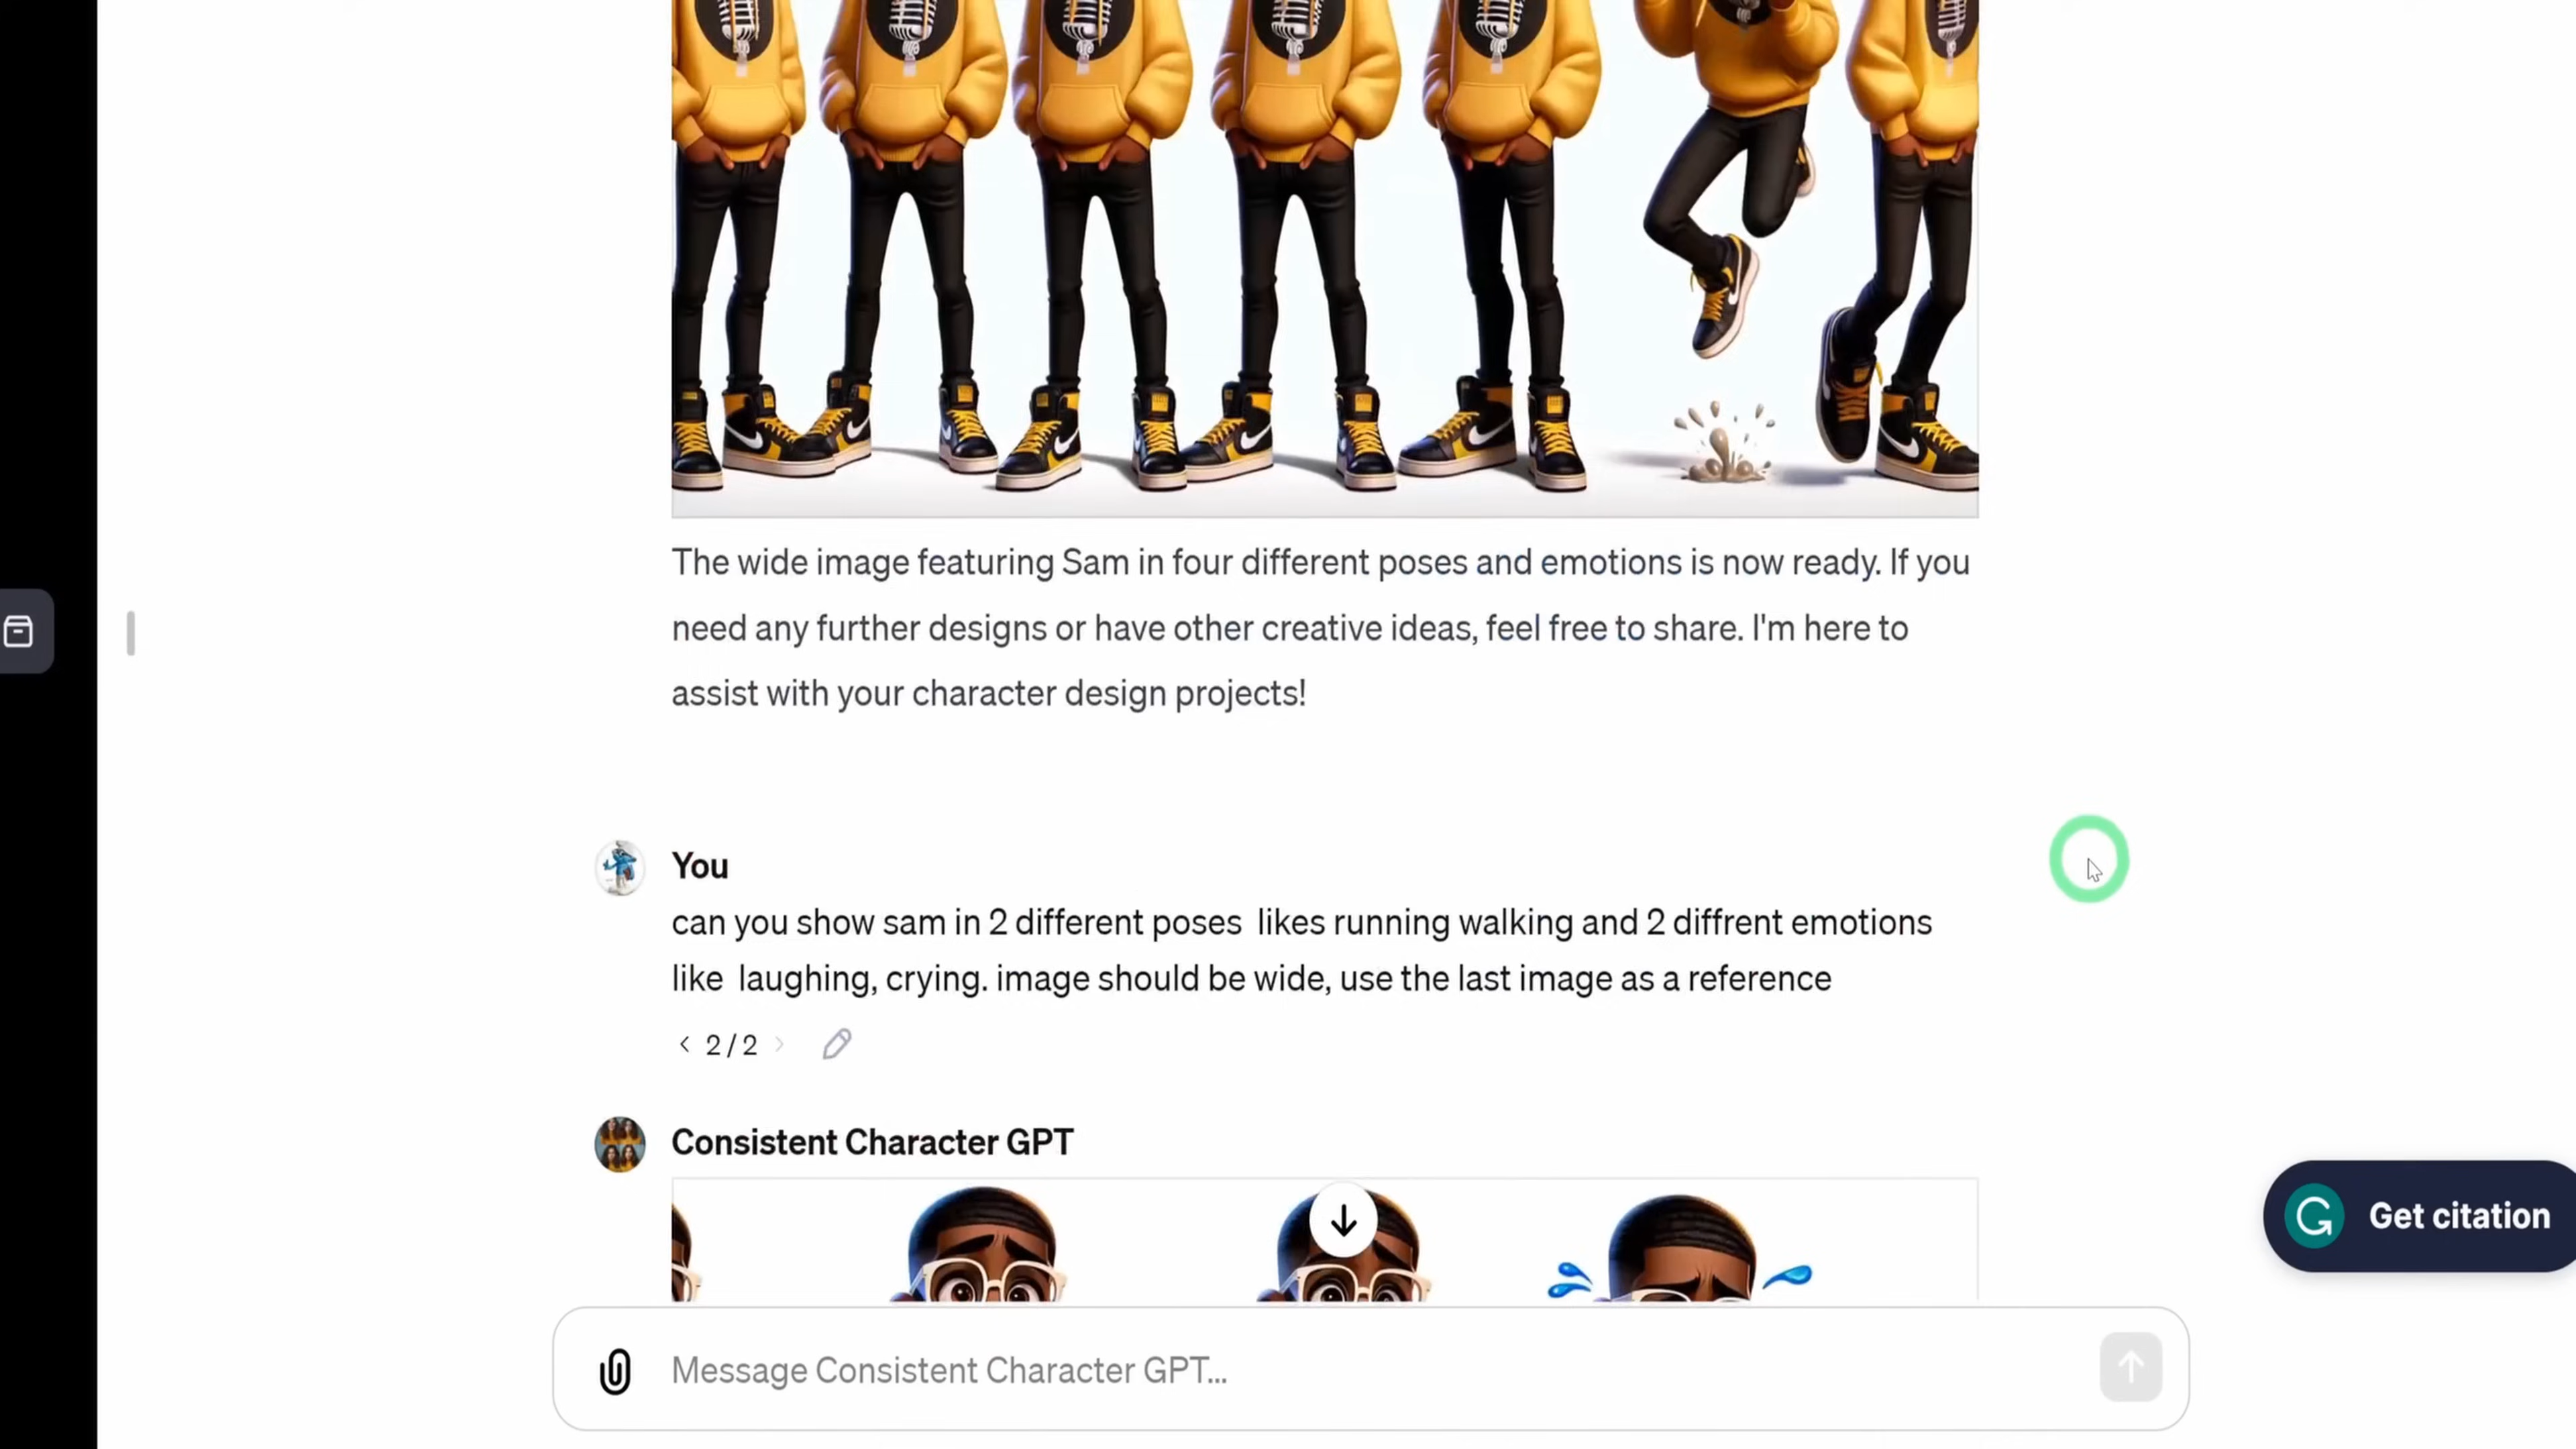 The wide image featuring Sam in four different poses and emotions is now ready. If you
need any further designs or have other creative ideas, feel free to share. I'm here to
assist with your character design projects!
You
can you show sam in 2 different poses  likes running walking and 2 diffrent emotions
like  laughing, crying. image should be wide, use the last image as a reference
2 / 2
Consistent Character GPT
Get citation
Message Consistent Character GPT...